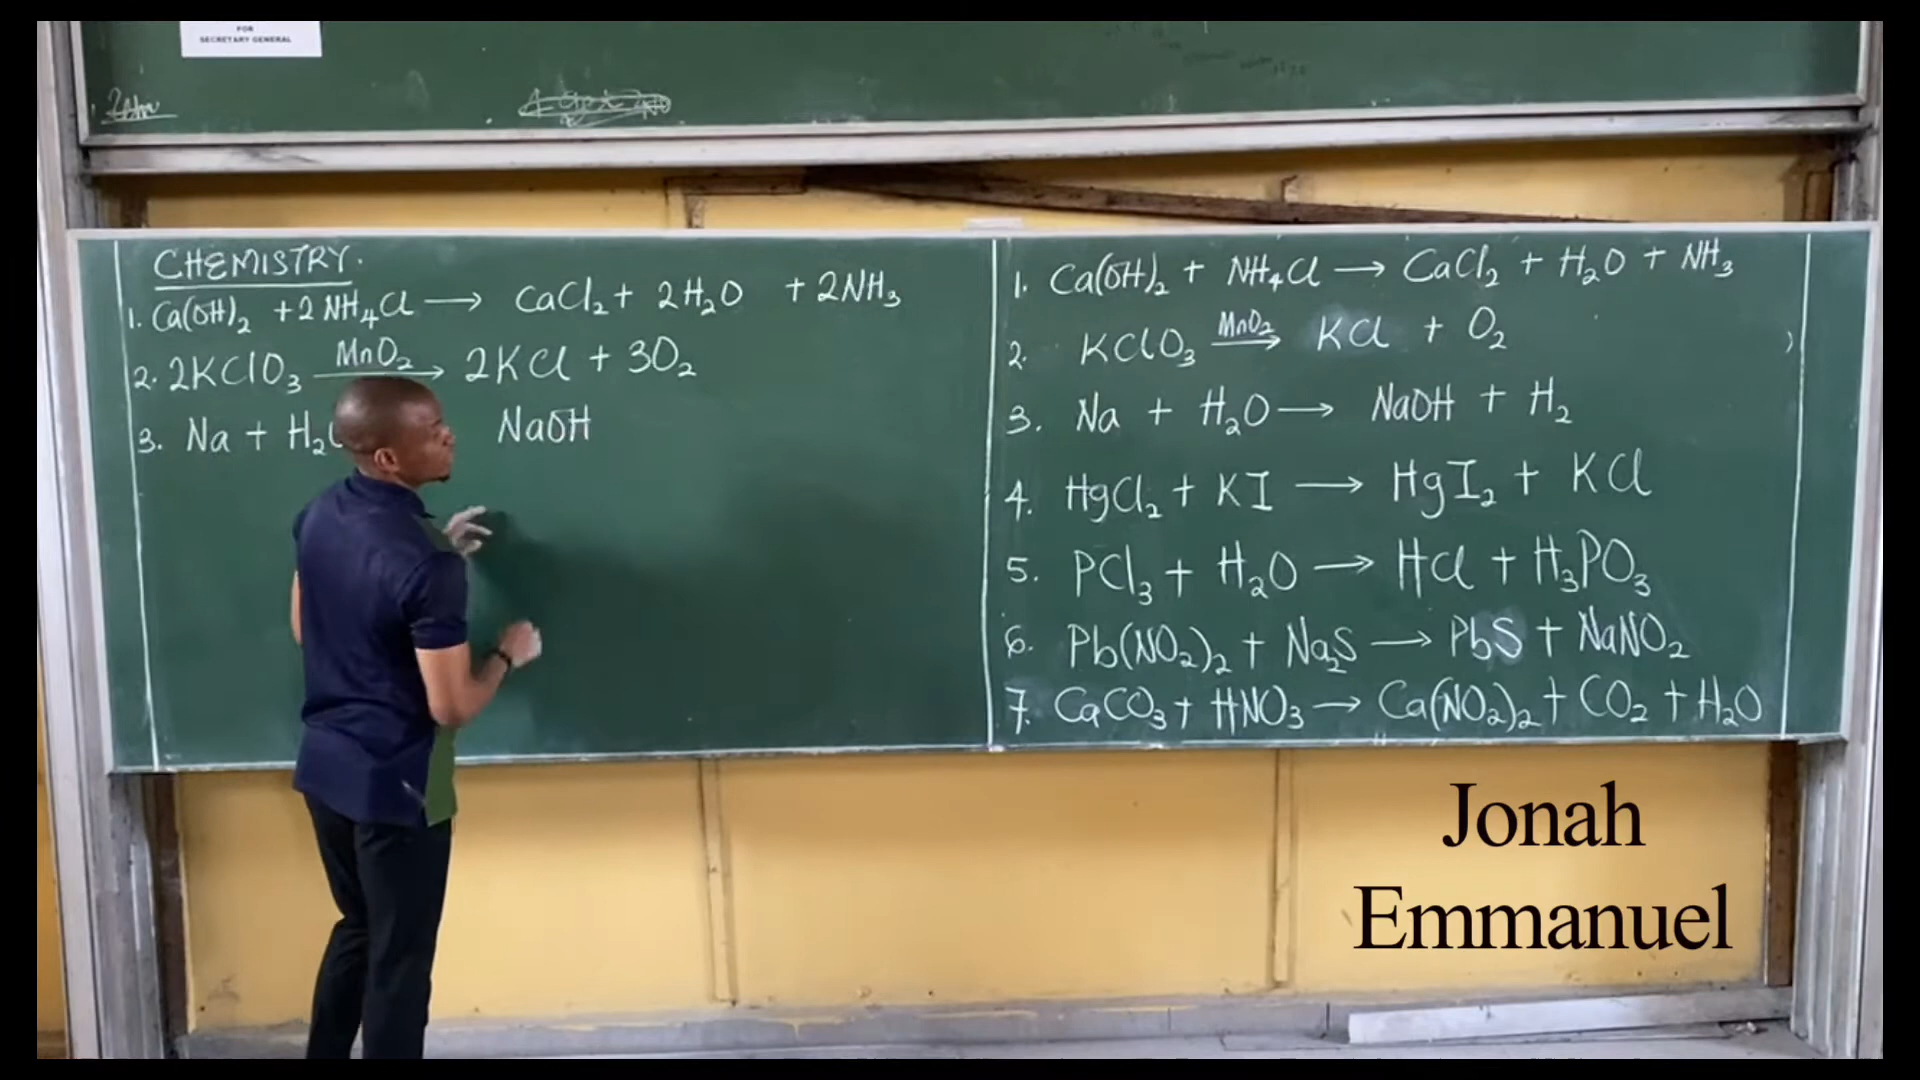 FOR
SECRETARY GENERAL
CHEMISTRY.
1. Ca(OH)₂ + 2NH₄Cl → CaCl₂ + 2H₂O + 2NH₃
2. 2KClO₃ MnO₂→ 2KCl + 3O₂
3. Na + H₂O NaOH
1. Ca(OH)₂ + NH₄Cl → CaCl₂ + H₂O + NH₃
2. KClO₃ MnO₂→ KCl + O₂
3. Na + H₂O → NaOH + H₂
4. HgCl₂ + KI → HgI₂ + KCl
5. PCl₃ + H₂O → HCl + H₃PO₃
6. Pb(NO₂)₂ + Na₂S → PbS + NaNO₂
7. CaCO₃ + HNO₃ → Ca(NO₂)₂ + CO₂ + H₂O
Jonah
Emmanuel